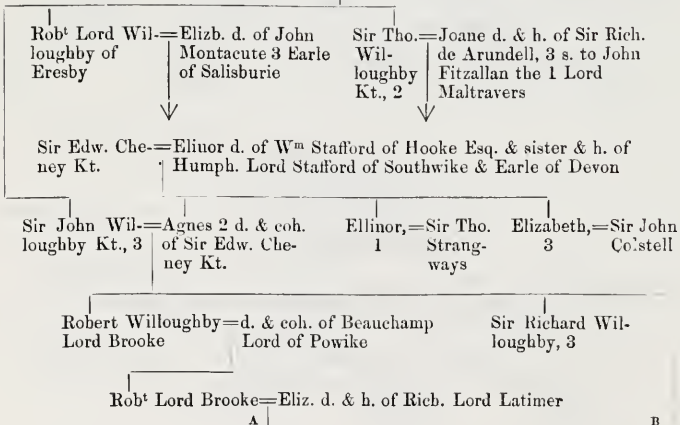 Robᵗ Lord Wil-=Elizb. d. of John
loughby of Montacute 3 Earle
Eresby of Salisburie
Sir Tho.=Joane d. & h. of Sir Rich.
Wil- de Arundell, 3 s. to John
loughby Fitzallan the 1 Lord
Kt., 2 Maltravers
Sir Edw. Che-=Elinor d. of Wᵐ Stafford of Hooke Esq. & sister & h. of
ney Kt. Humph. Lord Stafford of Southwike & Earle of Devon
Sir John Wil-=Agnes 2 d. & coh.
loughby Kt., 3 of Sir Edw. Che-
ney Kt.
Ellinor,=Sir Tho.
1 Strang-
ways
Elizabeth,=Sir John
3 Colstell
Robert Willoughby=d. & coh. of Beauchamp
Lord Brooke Lord of Powike
Sir Richard Wil-
loughby, 3
Robᵗ Lord Brooke=Eliz. d. & h. of Rich. Lord Latimer
A B